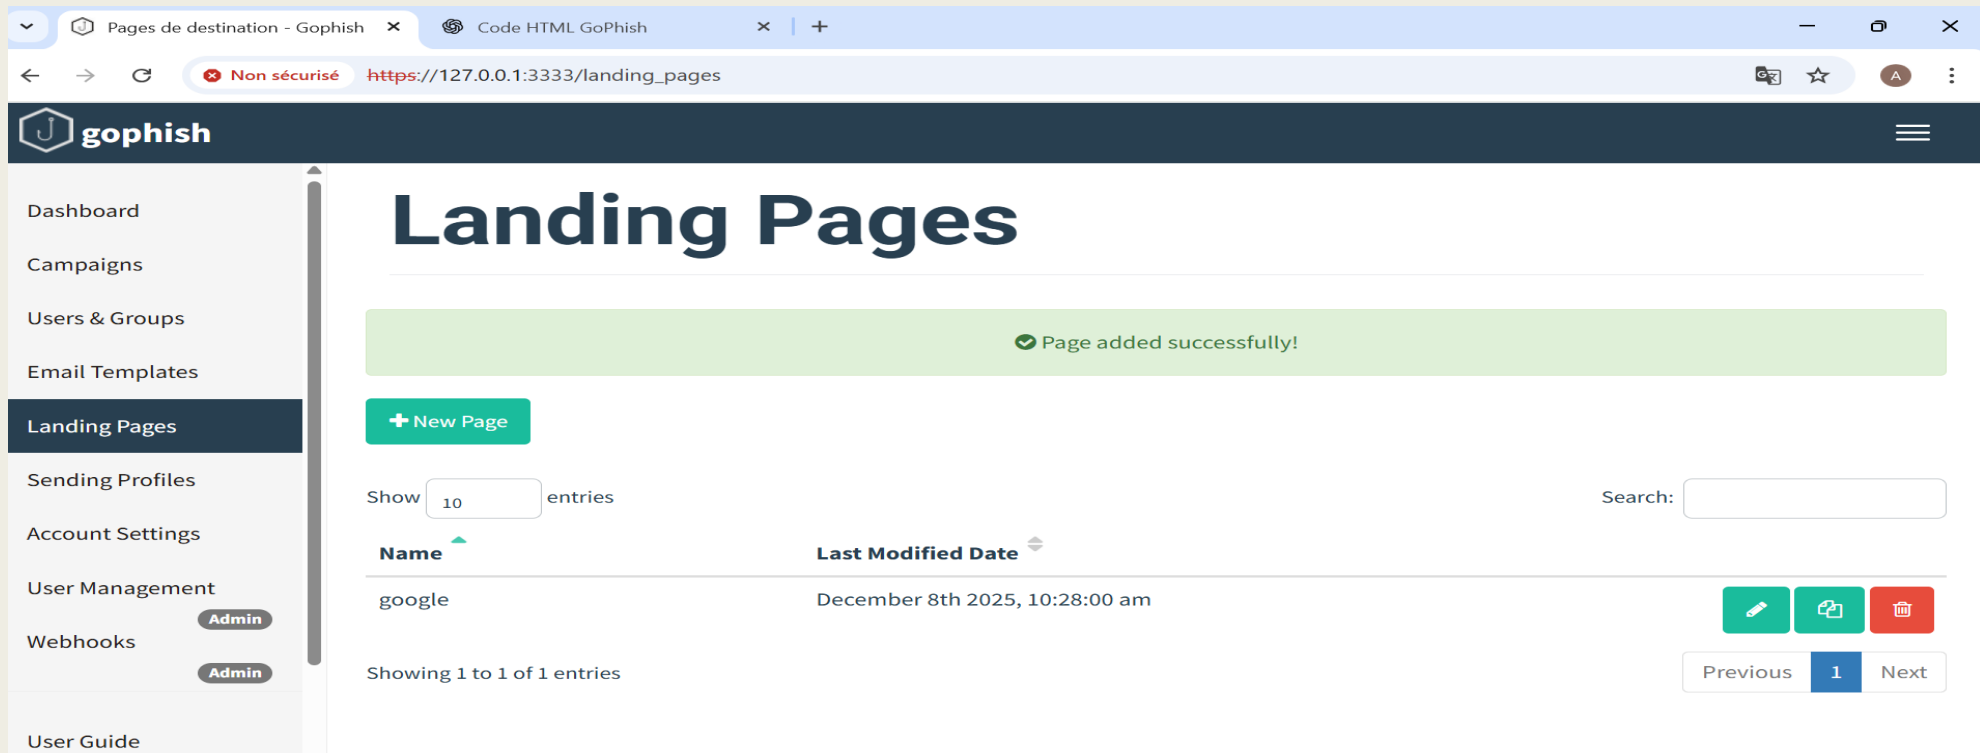 Pages de destination - Gophish
Code HTML GoPhish
Non sécurisé https://127.0.0.1:3333/landing_pages
A
gophish
Dashboard
Campaigns
Users & Groups
Email Templates
Landing Pages
Sending Profiles
Account Settings
User Management
Admin
Webhooks
Admin
User Guide
Landing Pages
Page added successfully!
New Page
Show 10 entries
Search:
Name Last Modified Date
google December 8th 2025, 10:28:00 am
Showing 1 to 1 of 1 entries
Previous 1 Next